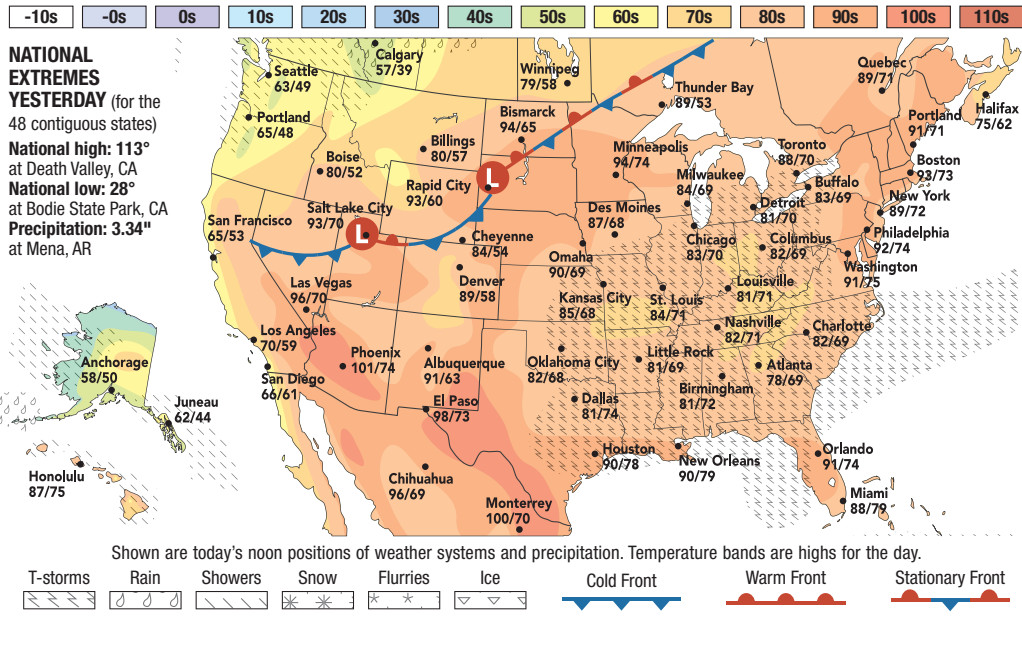 -10s -0s 0s 10s 20s 30s 40s 50s 60s 70s 80s 90s 100s 110s
NATIONAL
EXTREMES
YESTERDAY (for the
48 contiguous states)
National high: 113°
at Death Valley, CA
National low: 28°
at Bodie State Park, CA
Precipitation: 3.34"
at Mena, AR
Calgary
57/39
Seattle
63/49
Winnipeg
79/58
Quebec
89/71
Thunder Bay
89/53
Halifax
75/62
Portland
65/48
Bismarck
94/65
Portland
91/71
Billings
80/57
Minneapolis
94/74
Toronto
88/70
Boise
80/52
Boston
93/73
Milwaukee
84/69
Buffalo
83/69
Rapid City
93/60
L
New York
89/72
Detroit
81/70
Salt Lake City
93/70
L
Des Moines
87/68
San Francisco
65/53
Cheyenne
84/54
Chicago
83/70
Columbus
82/69
Philadelphia
92/74
Omaha
90/69
Washington
91/75
Denver
89/58
Las Vegas
96/70
Kansas City
85/68
St. Louis
84/71
Louisville
81/71
Los Angeles
70/59
Nashville
82/71
Charlotte
82/69
Phoenix
101/74
Albuquerque
91/63
Oklahoma City
82/68
Little Rock
81/69
Atlanta
78/69
Anchorage
58/50
San Diego
66/61
Birmingham
81/72
Juneau
62/44
El Paso
98/73
Dallas
81/74
Houston
90/78
New Orleans
90/79
Orlando
91/74
Honolulu
87/75
Chihuahua
96/69
Miami
88/79
Monterrey
100/70
Shown are today's noon positions of weather systems and precipitation. Temperature bands are highs for the day.
T-storms Rain Showers Snow Flurries Ice Cold Front Warm Front Stationary Front